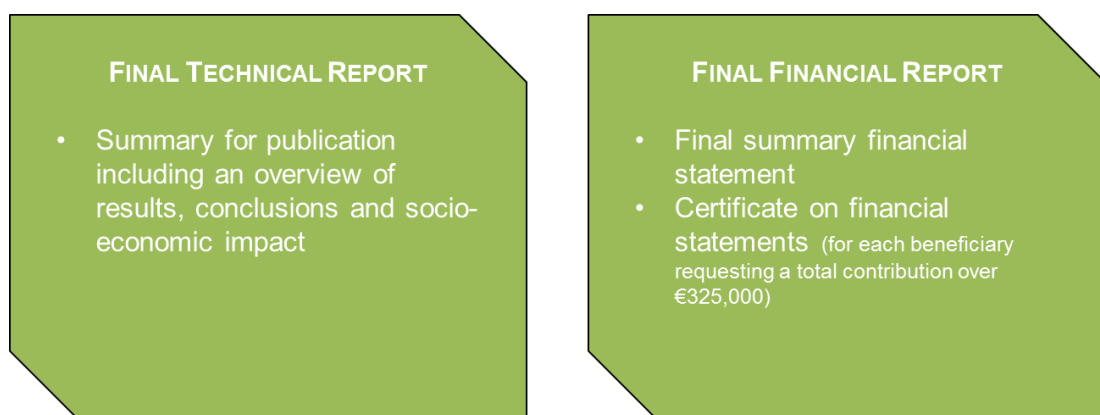 FINAL TECHNICAL REPORT
• Summary for publication
including an overview of
results, conclusions and socio-
economic impact
FINAL FINANCIAL REPORT
• Final summary financial
statement
• Certificate on financial
statements (for each beneficiary
requesting a total contribution over
€325,000)